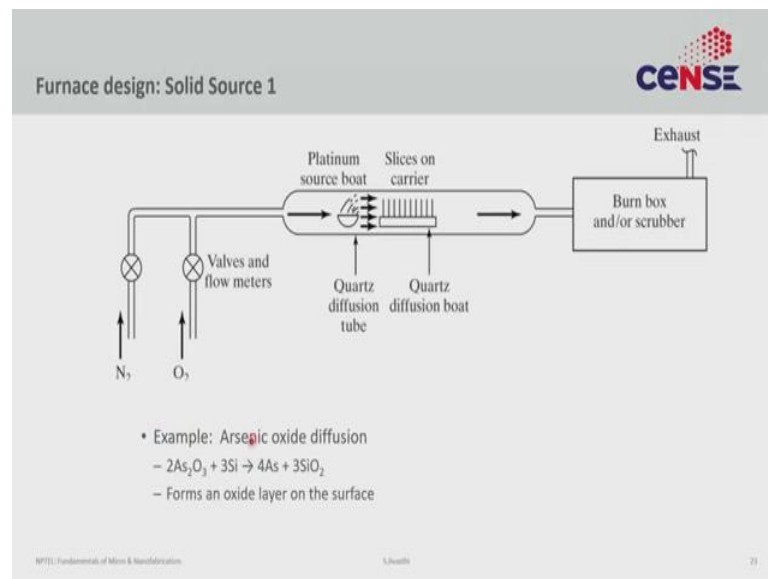 Furnace design: Solid Source 1
CeNSE
Exhaust
Platinum
source boat
Slices on
carrier
Burn box
and/or scrubber
Valves and
flow meters
Quartz
diffusion
tube
Quartz
diffusion boat
N₂
O₂
• Example: Arsenic oxide diffusion
– 2As₂O₃ + 3Si → 4As + 3SiO₂
– Forms an oxide layer on the surface
NPTEL: Fundamentals of Micro & Nanofabrication
S.Avasthi
21